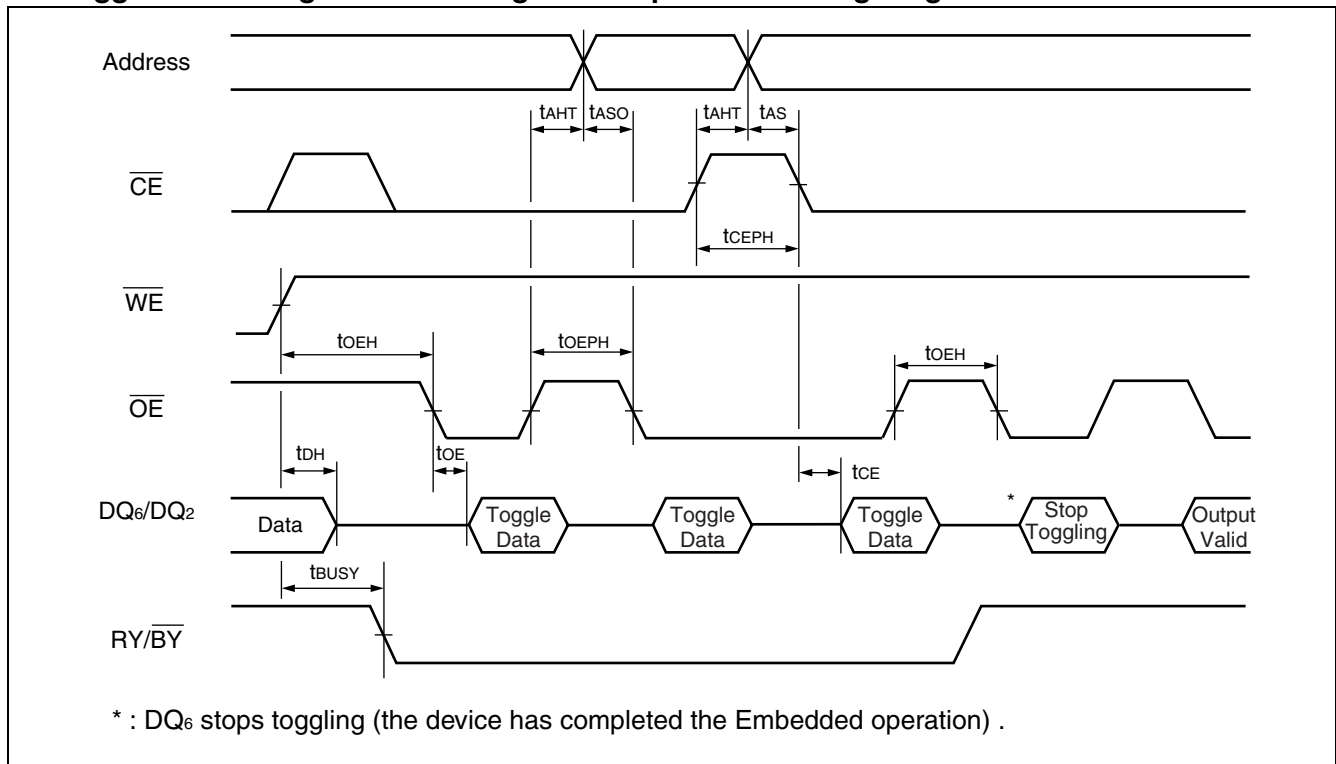 Address
tAHT tASO tAHT tAS
CE
tCEPH
WE
tOEH tOEPH tOEH
OE
tDH tOE tCE
DQ6/DQ2
Data
Toggle
Data
Toggle
Data
Toggle
Data
*
Stop
Toggling
Output
Valid
tBUSY
RY/BY
* : DQ6 stops toggling (the device has completed the Embedded operation) .